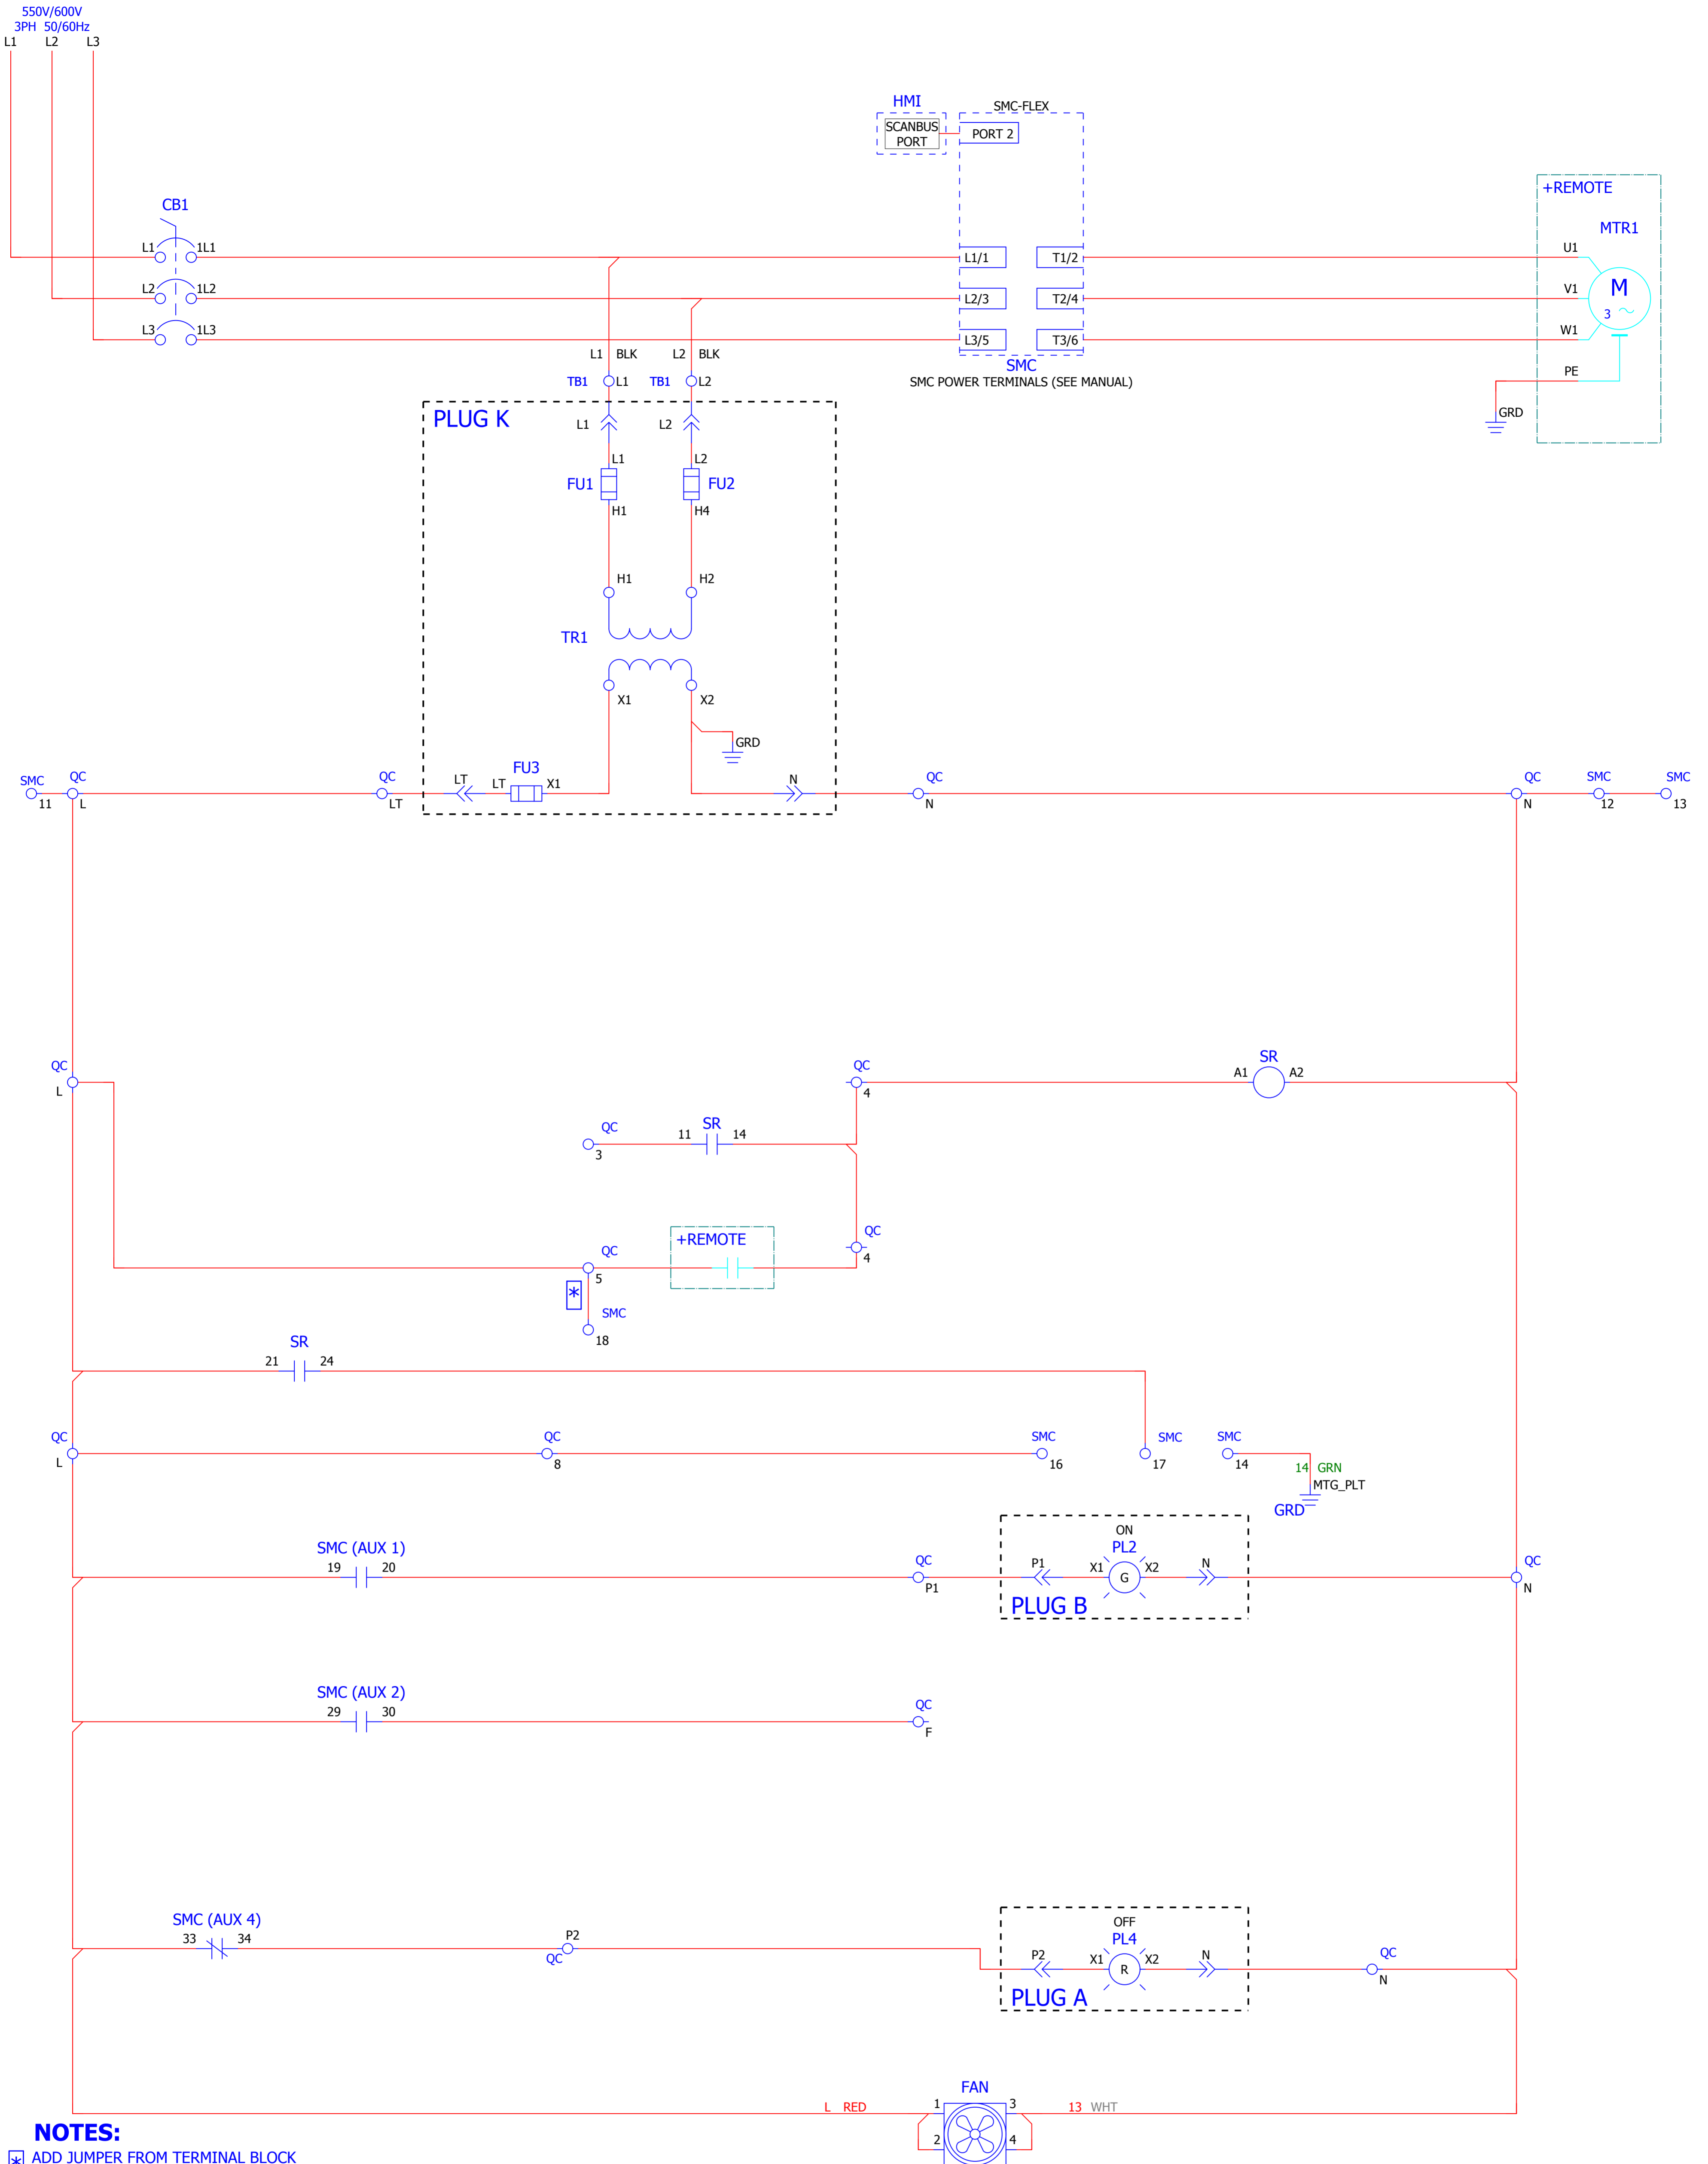 550V/600V
3PH 50/60Hz
L1 L2 L3
HMI
SMC-FLEX
SCANBUS
PORT
PORT 2
+REMOTE
CB1
MTR1
L1 1L1
L1/1 T1/2
U1
M
3
L2 1L2
L2/3 T2/4
V1
L3 1L3
L3/5 T3/6
W1
L1 BLK L2 BLK
SMC
SMC POWER TERMINALS (SEE MANUAL)
PE
TB1 L1 TB1 L2
GRD
PLUG K
L1 L2
L1 L2
FU1 FU2
H1 H4
H1 H2
TR1
X1 X2
GRD
SMC QC QC LT LT FU3 X1 N QC QC SMC SMC
11 L LT N N 12 13
QC QC SR
L 4 A1 A2
QC SR
3 11 14
QC
4
QC
5
+REMOTE
*
SMC
18
SR
21 24
QC QC SMC SMC SMC
L 8 16 17 14
14 GRN
MTG_PLT
GRD
ON
SMC (AUX 1) QC PL2 QC
19 20 P1 P1 X1 G X2 N N
PLUG B
SMC (AUX 2) QC
29 30 F
SMC (AUX 4)
33 34
P2
QC
OFF
PL4
P2 X1 R X2 N
QC
N
PLUG A
FAN
L RED 1 3 13 WHT
2 4
NOTES:
* ADD JUMPER FROM TERMINAL BLOCK